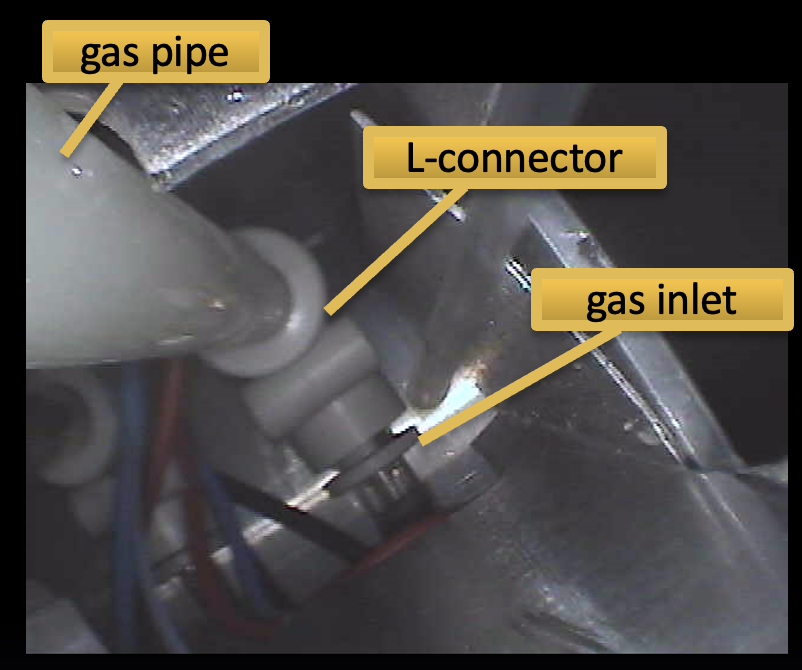 gas pipe
L-connector
gas inlet